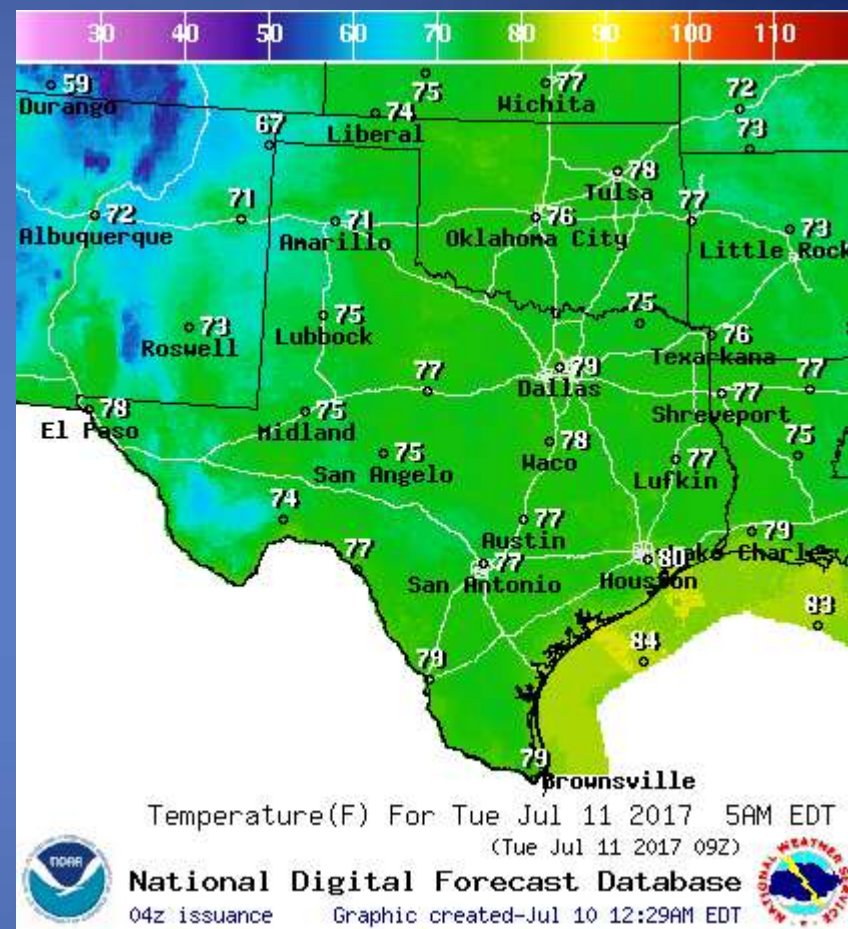 30 40 50 60 70 80 90 100 110
59
Durango
75
77
Wichita
72
74
Liberal
67
73
78
Tulsa
72
Albuquerque
71
71
Amarillo
76
Oklahoma City
77
73
Little Rock
73
Roswell
75
Lubbock
75
76
Texarkana
77
79
Dallas
77
Shreveport
77
78
El Paso
75
Midland
75
San Angelo
78
Waco
77
Lufkin
75
74
77
Austin
79
Lake Charles
77
77
San Antonio
80
Houston
83
84
79
79
Brownsville
Temperature(F) For Tue Jul 11 2017 5AM EDT
(Tue Jul 11 2017 09Z)
NOAA
National Digital Forecast Database
04z issuance Graphic created-Jul 10 12:29AM EDT
NATIONAL WEATHER SERVICE